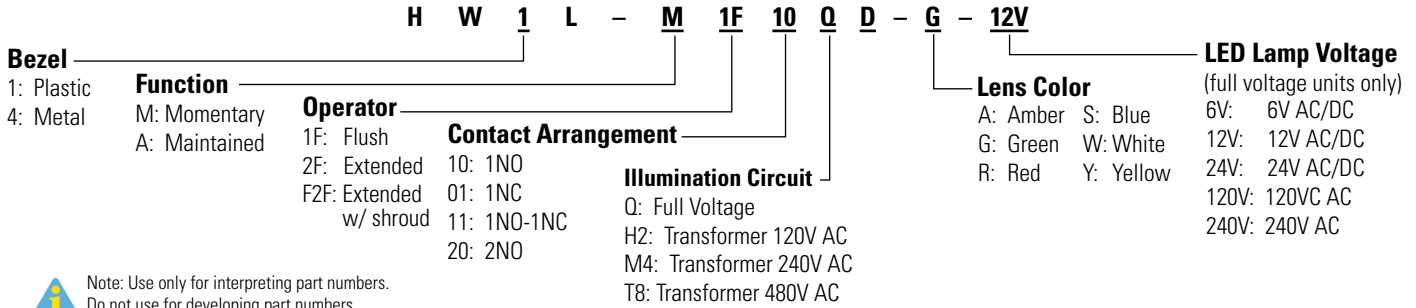 H W 1 L – M 1F 10 Q D – G – 12V
Bezel
1: Plastic
4: Metal
Function
M: Momentary
A: Maintained
Operator
1F: Flush
2F: Extended
F2F: Extended
w/ shroud
Contact Arrangement
10: 1NO
01: 1NC
11: 1NO-1NC
20: 2NO
Illumination Circuit
Q: Full Voltage
H2: Transformer 120V AC
M4: Transformer 240V AC
T8: Transformer 480V AC
Lens Color
A: Amber S: Blue
G: Green W: White
R: Red Y: Yellow
LED Lamp Voltage
(full voltage units only)
6V: 6V AC/DC
12V: 12V AC/DC
24V: 24V AC/DC
120V: 120VC AC
240V: 240V AC
i
Note: Use only for interpreting part numbers.
Do not use for developing part numbers.